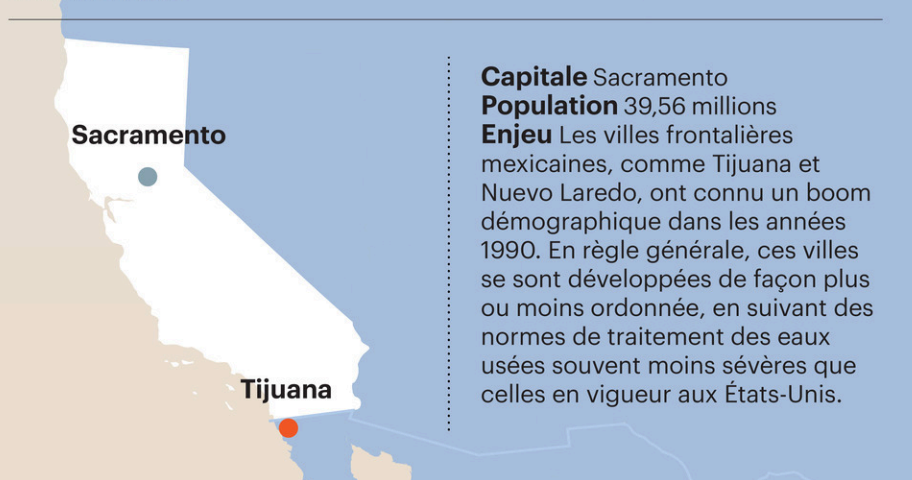 Sacramento
Tijuana
Capitale Sacramento
Population 39,56 millions
Enjeu Les villes frontalières
mexicaines, comme Tijuana et
Nuevo Laredo, ont connu un boom
démographique dans les années
1990. En règle générale, ces villes
se sont développées de façon plus
ou moins ordonnée, en suivant des
normes de traitement des eaux
usées souvent moins sévères que
celles en vigueur aux États-Unis.